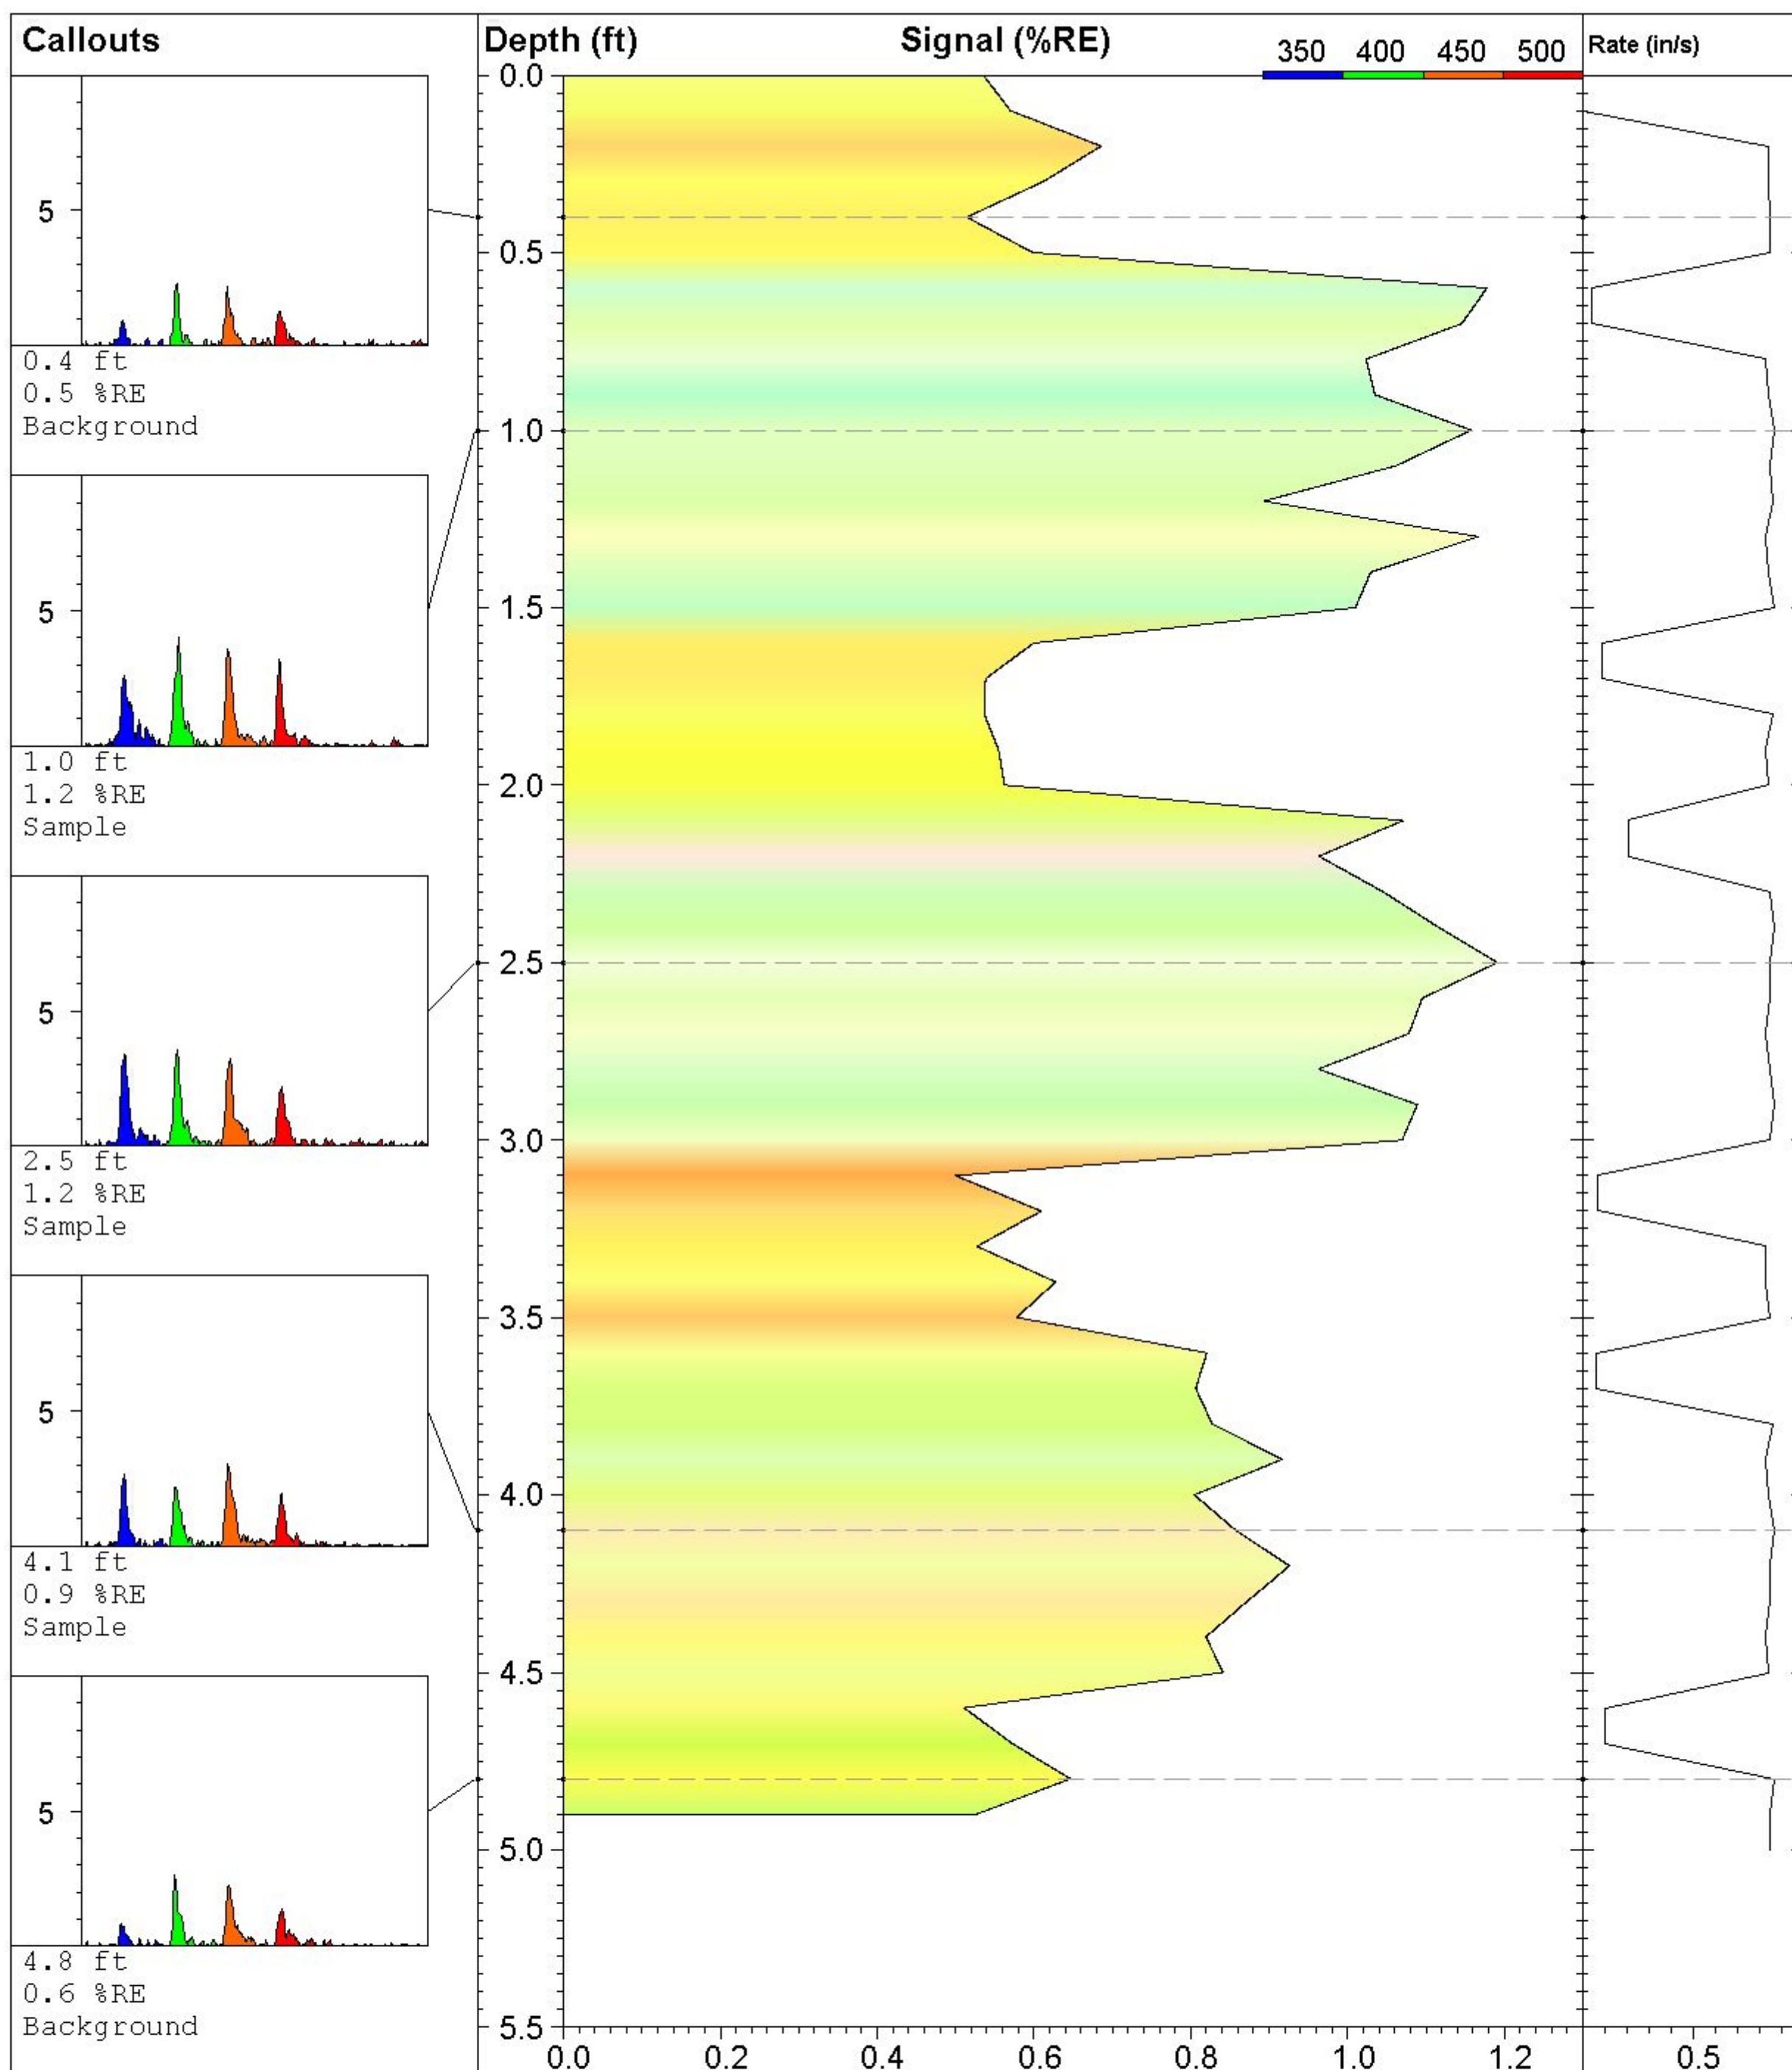 Callouts
Depth (ft)
Signal (%RE)
350 400 450 500
Rate (in/s)
5
0.4 ft
0.5 %RE
Background
5
1.0 ft
1.2 %RE
Sample
5
2.5 ft
1.2 %RE
Sample
5
4.1 ft
0.9 %RE
Sample
5
4.8 ft
0.6 %RE
Background
0.0
0.5
1.0
1.5
2.0
2.5
3.0
3.5
4.0
4.5
5.0
5.5
0.0 0.2 0.4 0.6 0.8 1.0 1.2
0.5